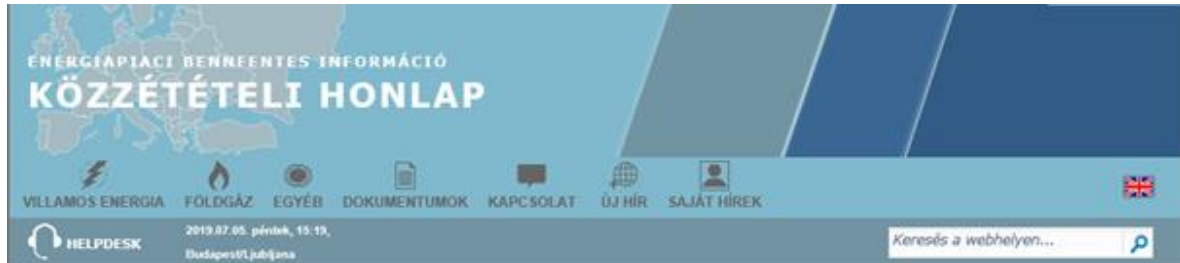 ENERGIAPIACI BENNFENTES INFORMÁCIÓ
KÖZZÉTÉTELI HONLAP
VILLAMOS ENERGIA FÖLDGÁZ EGYÉB DOKUMENTUMOK KAPCSOLAT ÚJ HÍR SAJÁT HÍREK
HELPDESK
2019.07.05. péntek, 15:19,
Budapest/Ljubljana
Keresés a webhelyen...